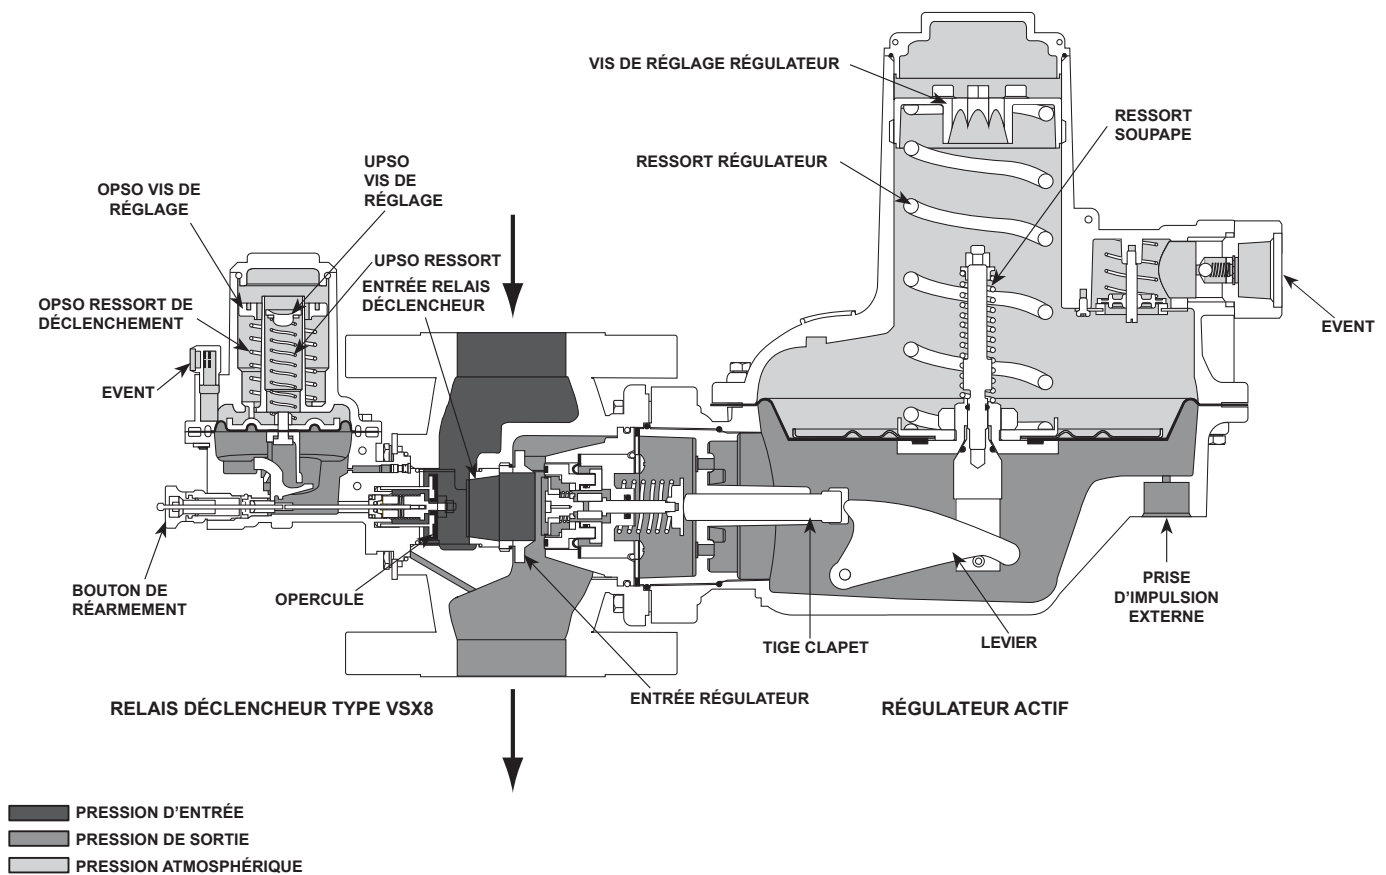 VIS DE RÉGLAGE RÉGULATEUR
RESSORT
SOUPAPE
RESSORT RÉGULATEUR
UPSO
VIS DE
RÉGLAGE
OPSO VIS DE
RÉGLAGE
UPSO RESSORT
ENTRÉE RELAIS
DÉCLENCHEUR
OPSO RESSORT DE
DÉCLENCHEMENT
EVENT
EVENT
BOUTON DE
RÉARMEMENT
OPERCULE
PRISE
D’IMPULSION
EXTERNE
TIGE CLAPET
LEVIER
ENTRÉE RÉGULATEUR
RELAIS DÉCLENCHEUR TYPE VSX8
RÉGULATEUR ACTIF
PRESSION D’ENTRÉE
PRESSION DE SORTIE
PRESSION ATMOSPHÉRIQUE